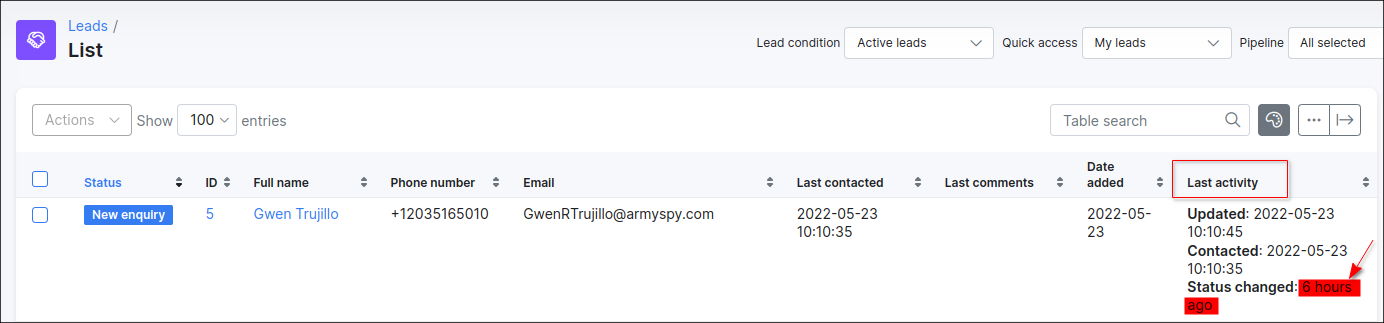 Leads /
List
Lead condition Active leads Quick access My leads Pipeline All selected
Actions Show 100 entries Table search
Status ID Full name Phone number Email Last contacted Last comments Date added Last activity
New enquiry 5 Gwen Trujillo +12035165010 GwenRTrujillo@armyspy.com
2022-05-23
10:10:35
2022-05-
23
Updated: 2022-05-23
10:10:45
Contacted: 2022-05-23
10:10:35
Status changed: 6 hours
ago